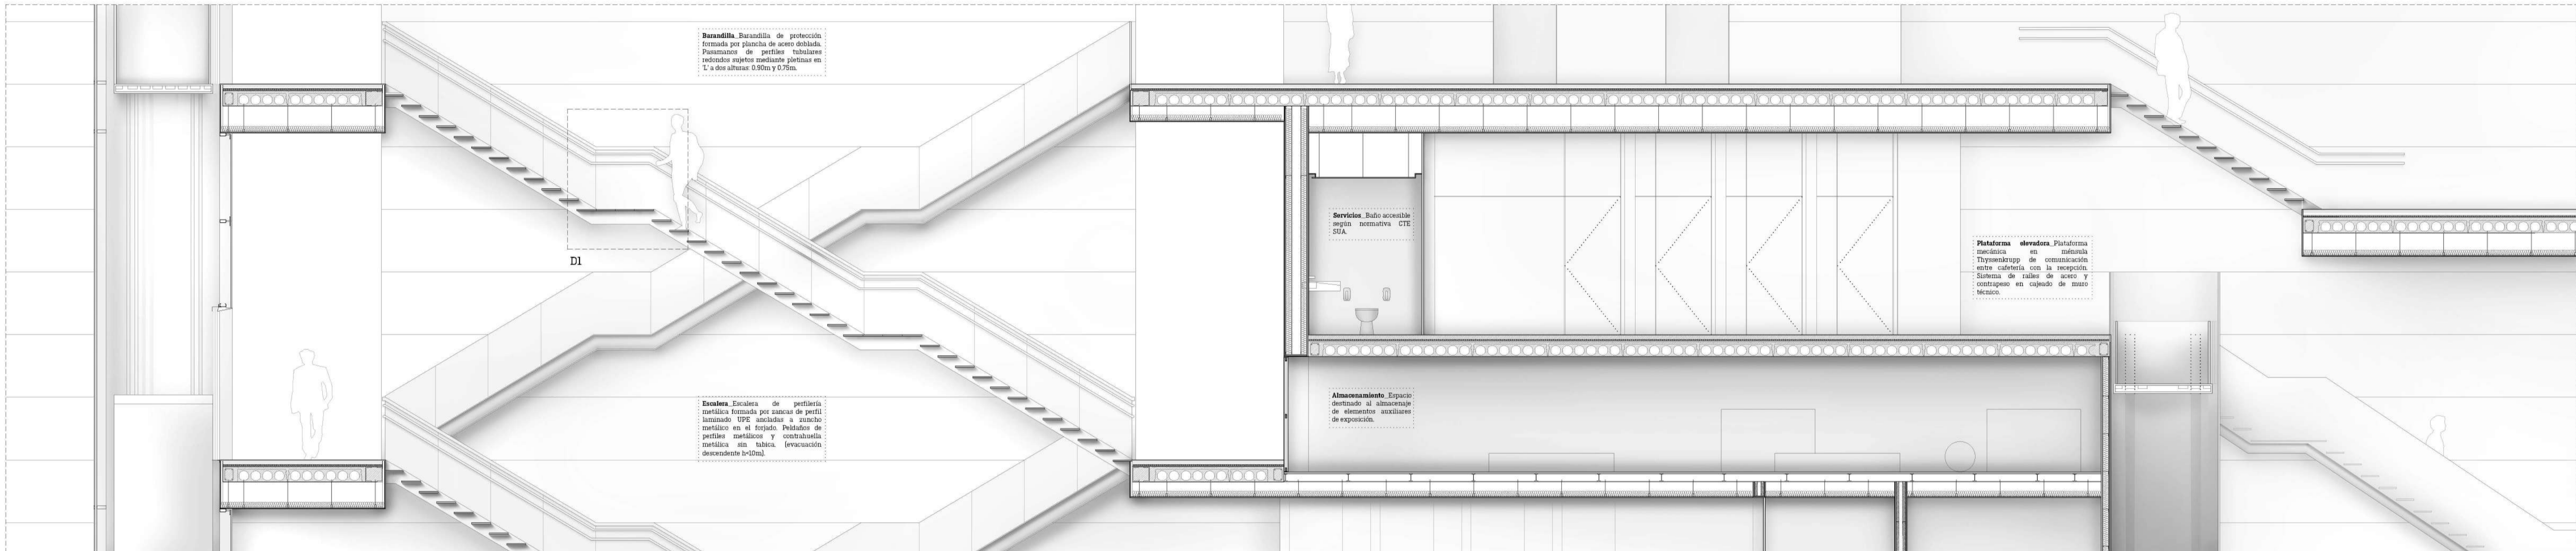 Barandilla_Barandilla de protección
formada por plancha de acero doblada.
Pasamanos de perfiles tubulares
redondos sujetos mediante pletinas en
'L' a dos alturas: 0.90m y 0,75m.
D1
Escalera_Escalera de perfilería
metálica formada por zancas de perfil
laminado UPE ancladas a zuncho
metálico en el forjado. Peldaños de
perfiles metálicos y contrahuella
metálica sin tabica. (evacuación
descendente h=10m).
Servicios_Baño accesible
según normativa CTE
SUA.
Almacenamiento_Espacio
destinado al almacenaje
de elementos auxiliares
de exposición.
Plataforma elevadora_Plataforma
mecánica en ménsula
Thyssenkrupp de comunicación
entre cafetería con la recepción.
Sistema de raíles de acero y
contrapeso en cajeado de muro
técnico.